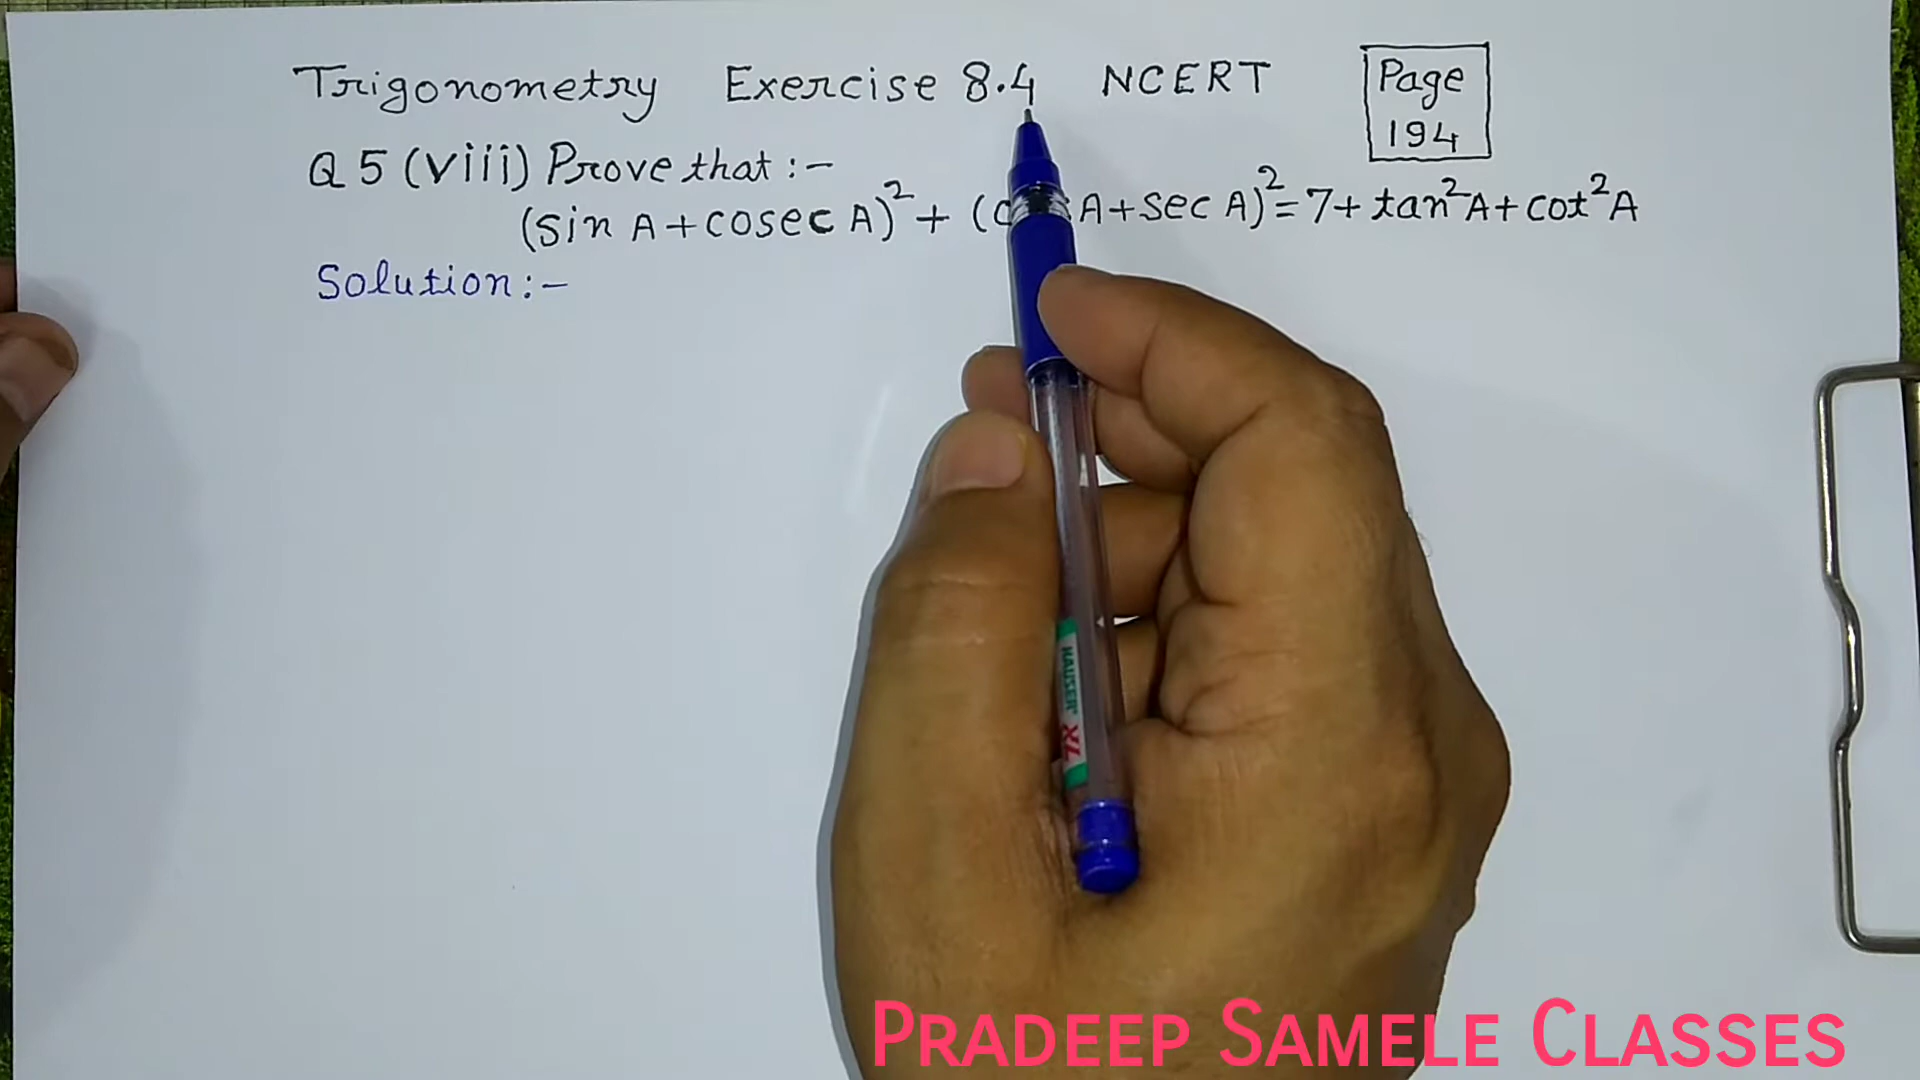 Trigonometry Exercise 8.4 NCERT
Page
194
Q 5 (viii) Prove that :-
(sin A + cosec A)² + ( A + sec A)² = 7 + tan²A + cot²A
Solution :-
HAUSER
XZ
PRADEEP SAMELE CLASSES